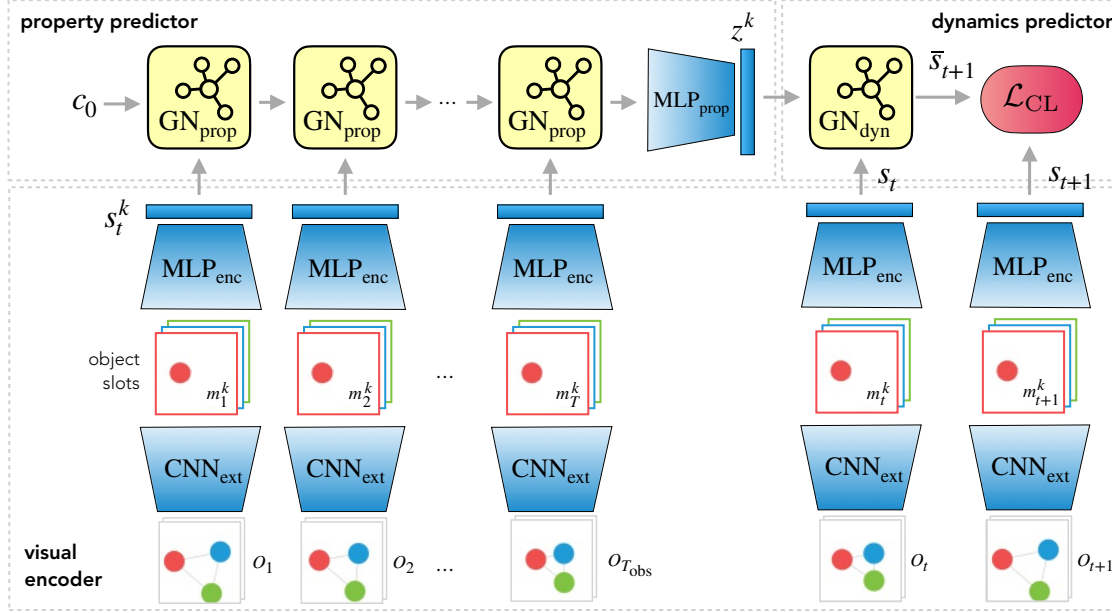 property predictor
dynamics predictor
c_0
GN_prop
GN_prop
...
GN_prop
MLP_prop
z^k
GN_dyn
s̅_{t+1}
ℒ_CL
s_t^k
s_t
s_{t+1}
MLP_enc
MLP_enc
MLP_enc
MLP_enc
MLP_enc
object
slots
m_1^k
m_2^k
...
m_T^k
m_t^k
m_{t+1}^k
CNN_ext
CNN_ext
CNN_ext
CNN_ext
CNN_ext
visual
encoder
o_1
o_2
...
o_{T_obs}
o_t
o_{t+1}